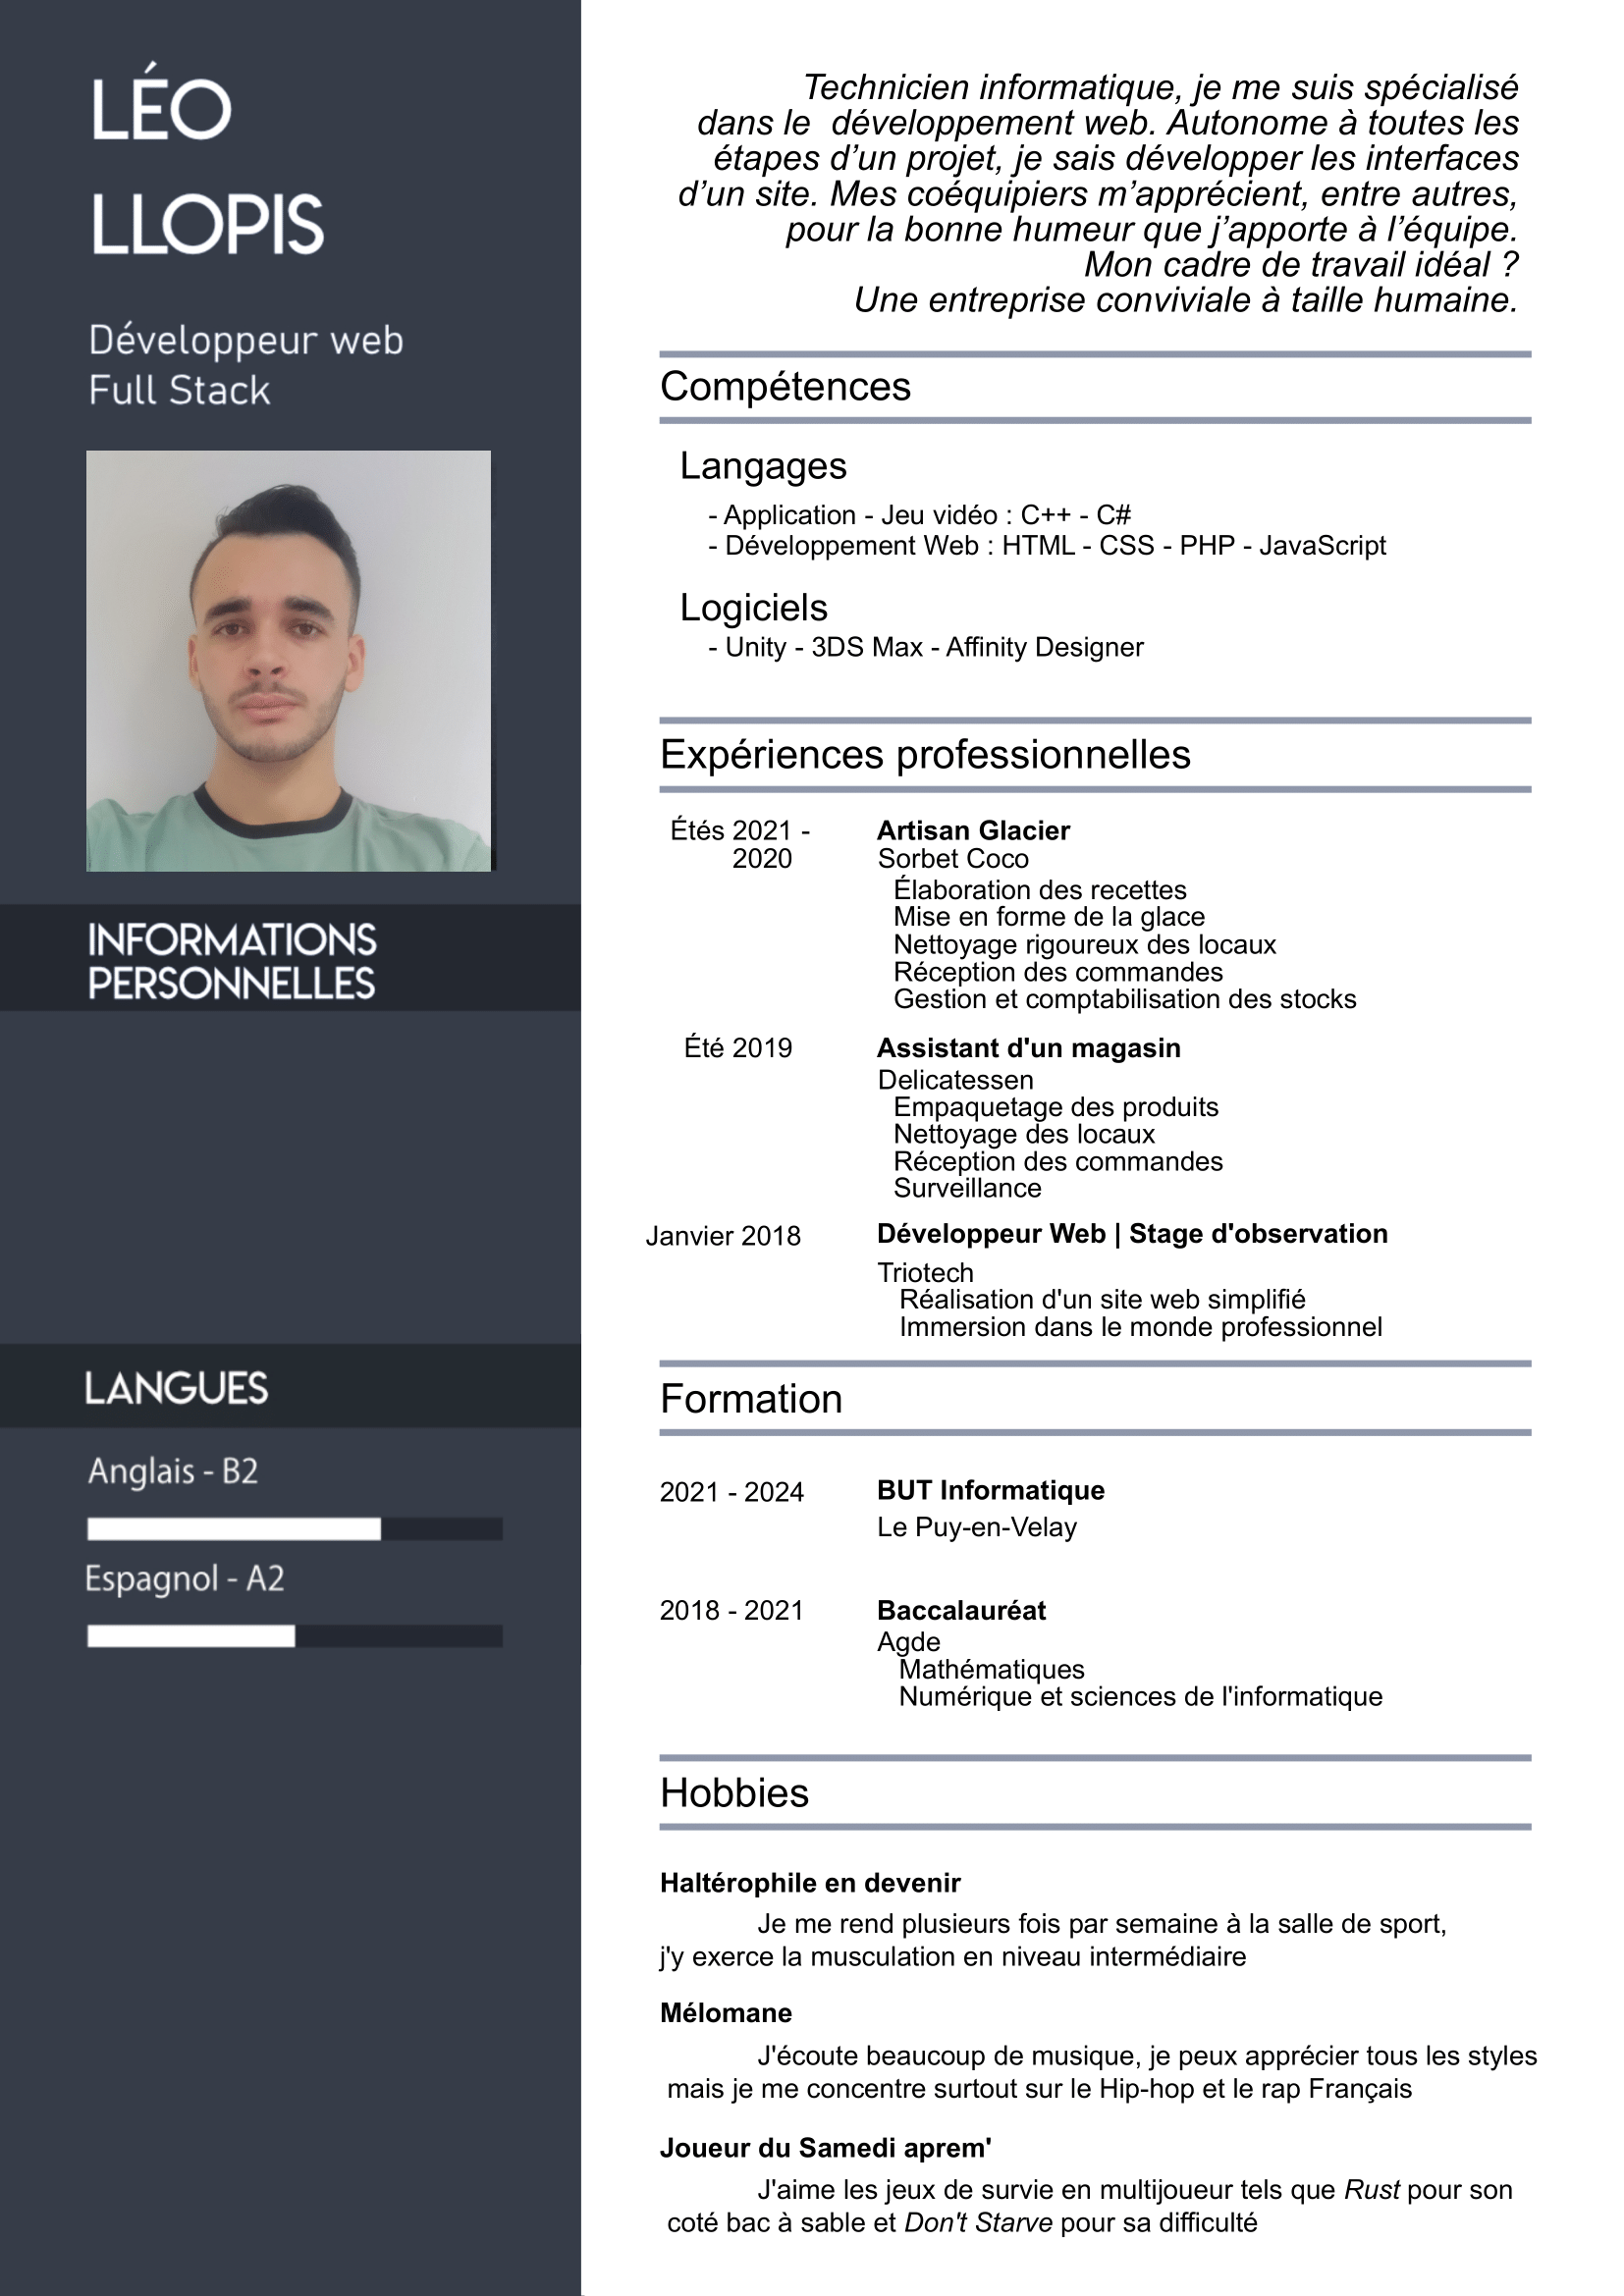 LÉO
LLOPIS
Développeur web
Full Stack
INFORMATIONS
PERSONNELLES
LANGUES
Anglais - B2
Espagnol - A2
Technicien informatique, je me suis spécialisé
dans le  développement web. Autonome à toutes les
étapes d’un projet, je sais développer les interfaces
d’un site. Mes coéquipiers m’apprécient, entre autres,
pour la bonne humeur que j’apporte à l’équipe.
Mon cadre de travail idéal ?
Une entreprise conviviale à taille humaine.
Compétences
Langages
- Application - Jeu vidéo : C++ - C#
- Développement Web : HTML - CSS - PHP - JavaScript
Logiciels
- Unity - 3DS Max - Affinity Designer
Expériences professionnelles
Étés 2021 - Artisan Glacier
2020 Sorbet Coco
Élaboration des recettes
Mise en forme de la glace
Nettoyage rigoureux des locaux
Réception des commandes
Gestion et comptabilisation des stocks
Été 2019 Assistant d'un magasin
Delicatessen
Empaquetage des produits
Nettoyage des locaux
Réception des commandes
Surveillance
Janvier 2018 Développeur Web | Stage d'observation
Triotech
Réalisation d'un site web simplifié
Immersion dans le monde professionnel
Formation
2021 - 2024 BUT Informatique
Le Puy-en-Velay
2018 - 2021 Baccalauréat
Agde
Mathématiques
Numérique et sciences de l'informatique
Hobbies
Haltérophile en devenir
Je me rend plusieurs fois par semaine à la salle de sport,
j'y exerce la musculation en niveau intermédiaire
Mélomane
J'écoute beaucoup de musique, je peux apprécier tous les styles
mais je me concentre surtout sur le Hip-hop et le rap Français
Joueur du Samedi aprem'
J'aime les jeux de survie en multijoueur tels que Rust pour son
coté bac à sable et Don't Starve pour sa difficulté